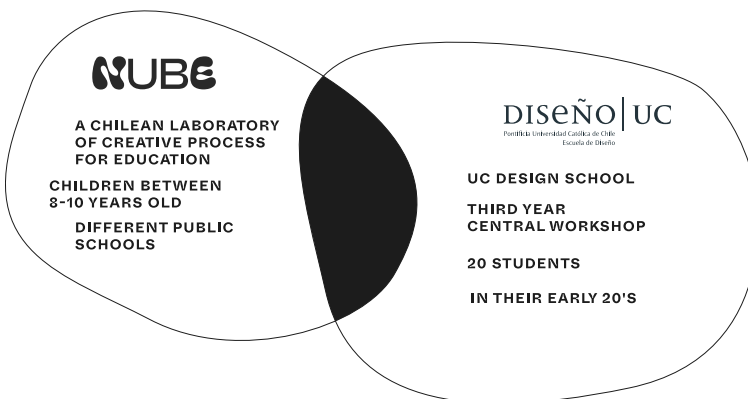 NUBE
A CHILEAN LABORATORY
OF CREATIVE PROCESS
FOR EDUCATION
CHILDREN BETWEEN
8-10 YEARS OLD
DIFFERENT PUBLIC
SCHOOLS
DISEÑO | UC
Pontificia Universidad Católica de Chile
Escuela de Diseño
UC DESIGN SCHOOL
THIRD YEAR
CENTRAL WORKSHOP
20 STUDENTS
IN THEIR EARLY 20'S